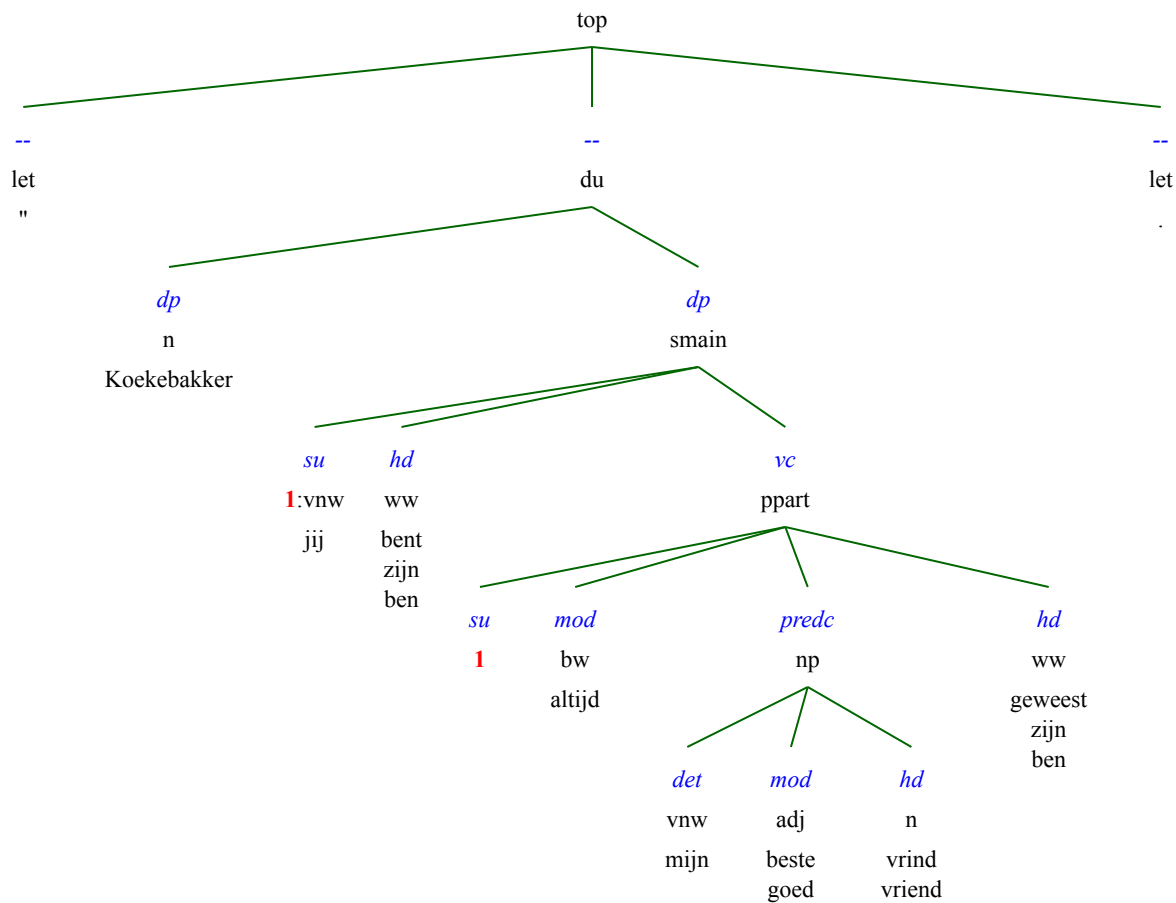 top
-- -- --
let du let
" .
dp dp
n smain
Koekebakker
su hd vc
1:vnw ww ppart
jij bent
zijn
ben
su mod predc hd
1 bw np ww
altijd geweest
zijn
ben
det mod hd
vnw adj n
mijn beste vrind
goed vriend